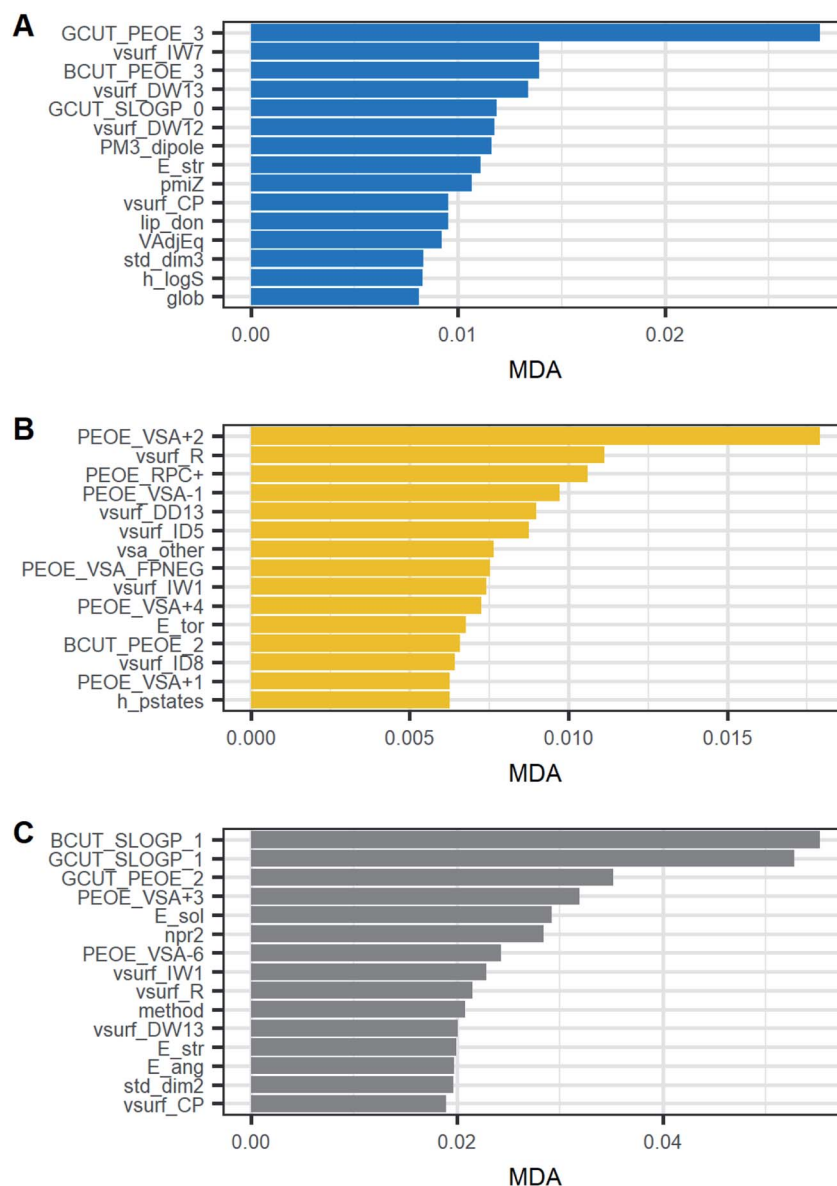 A
GCUT_PEOE_3
vsurf_IW7
BCUT_PEOE_3
vsurf_DW13
GCUT_SLOGP_0
vsurf_DW12
PM3_dipole
E_str
pmiZ
vsurf_CP
lip_don
VAdjEq
std_dim3
h_logS
glob
0.00 0.01 0.02
MDA
B
PEOE_VSA+2
vsurf_R
PEOE_RPC+
PEOE_VSA-1
vsurf_DD13
vsurf_ID5
vsa_other
PEOE_VSA_FPNEG
vsurf_IW1
PEOE_VSA+4
E_tor
BCUT_PEOE_2
vsurf_ID8
PEOE_VSA+1
h_pstates
0.000 0.005 0.010 0.015
MDA
C
BCUT_SLOGP_1
GCUT_SLOGP_1
GCUT_PEOE_2
PEOE_VSA+3
E_sol
npr2
PEOE_VSA-6
vsurf_IW1
vsurf_R
method
vsurf_DW13
E_str
E_ang
std_dim2
vsurf_CP
0.00 0.02 0.04
MDA